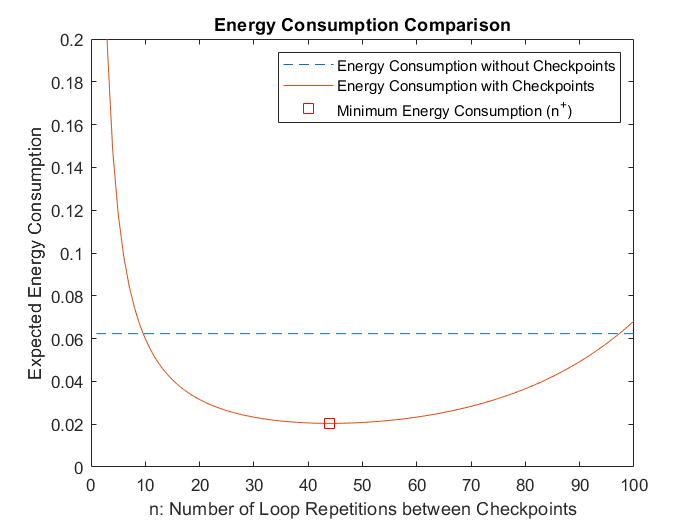 Energy Consumption Comparison
Energy Consumption without Checkpoints
Energy Consumption with Checkpoints
Minimum Energy Consumption (n+)
Expected Energy Consumption
0.2
0.18
0.16
0.14
0.12
0.1
0.08
0.06
0.04
0.02
0
0 10 20 30 40 50 60 70 80 90 100
n: Number of Loop Repetitions between Checkpoints